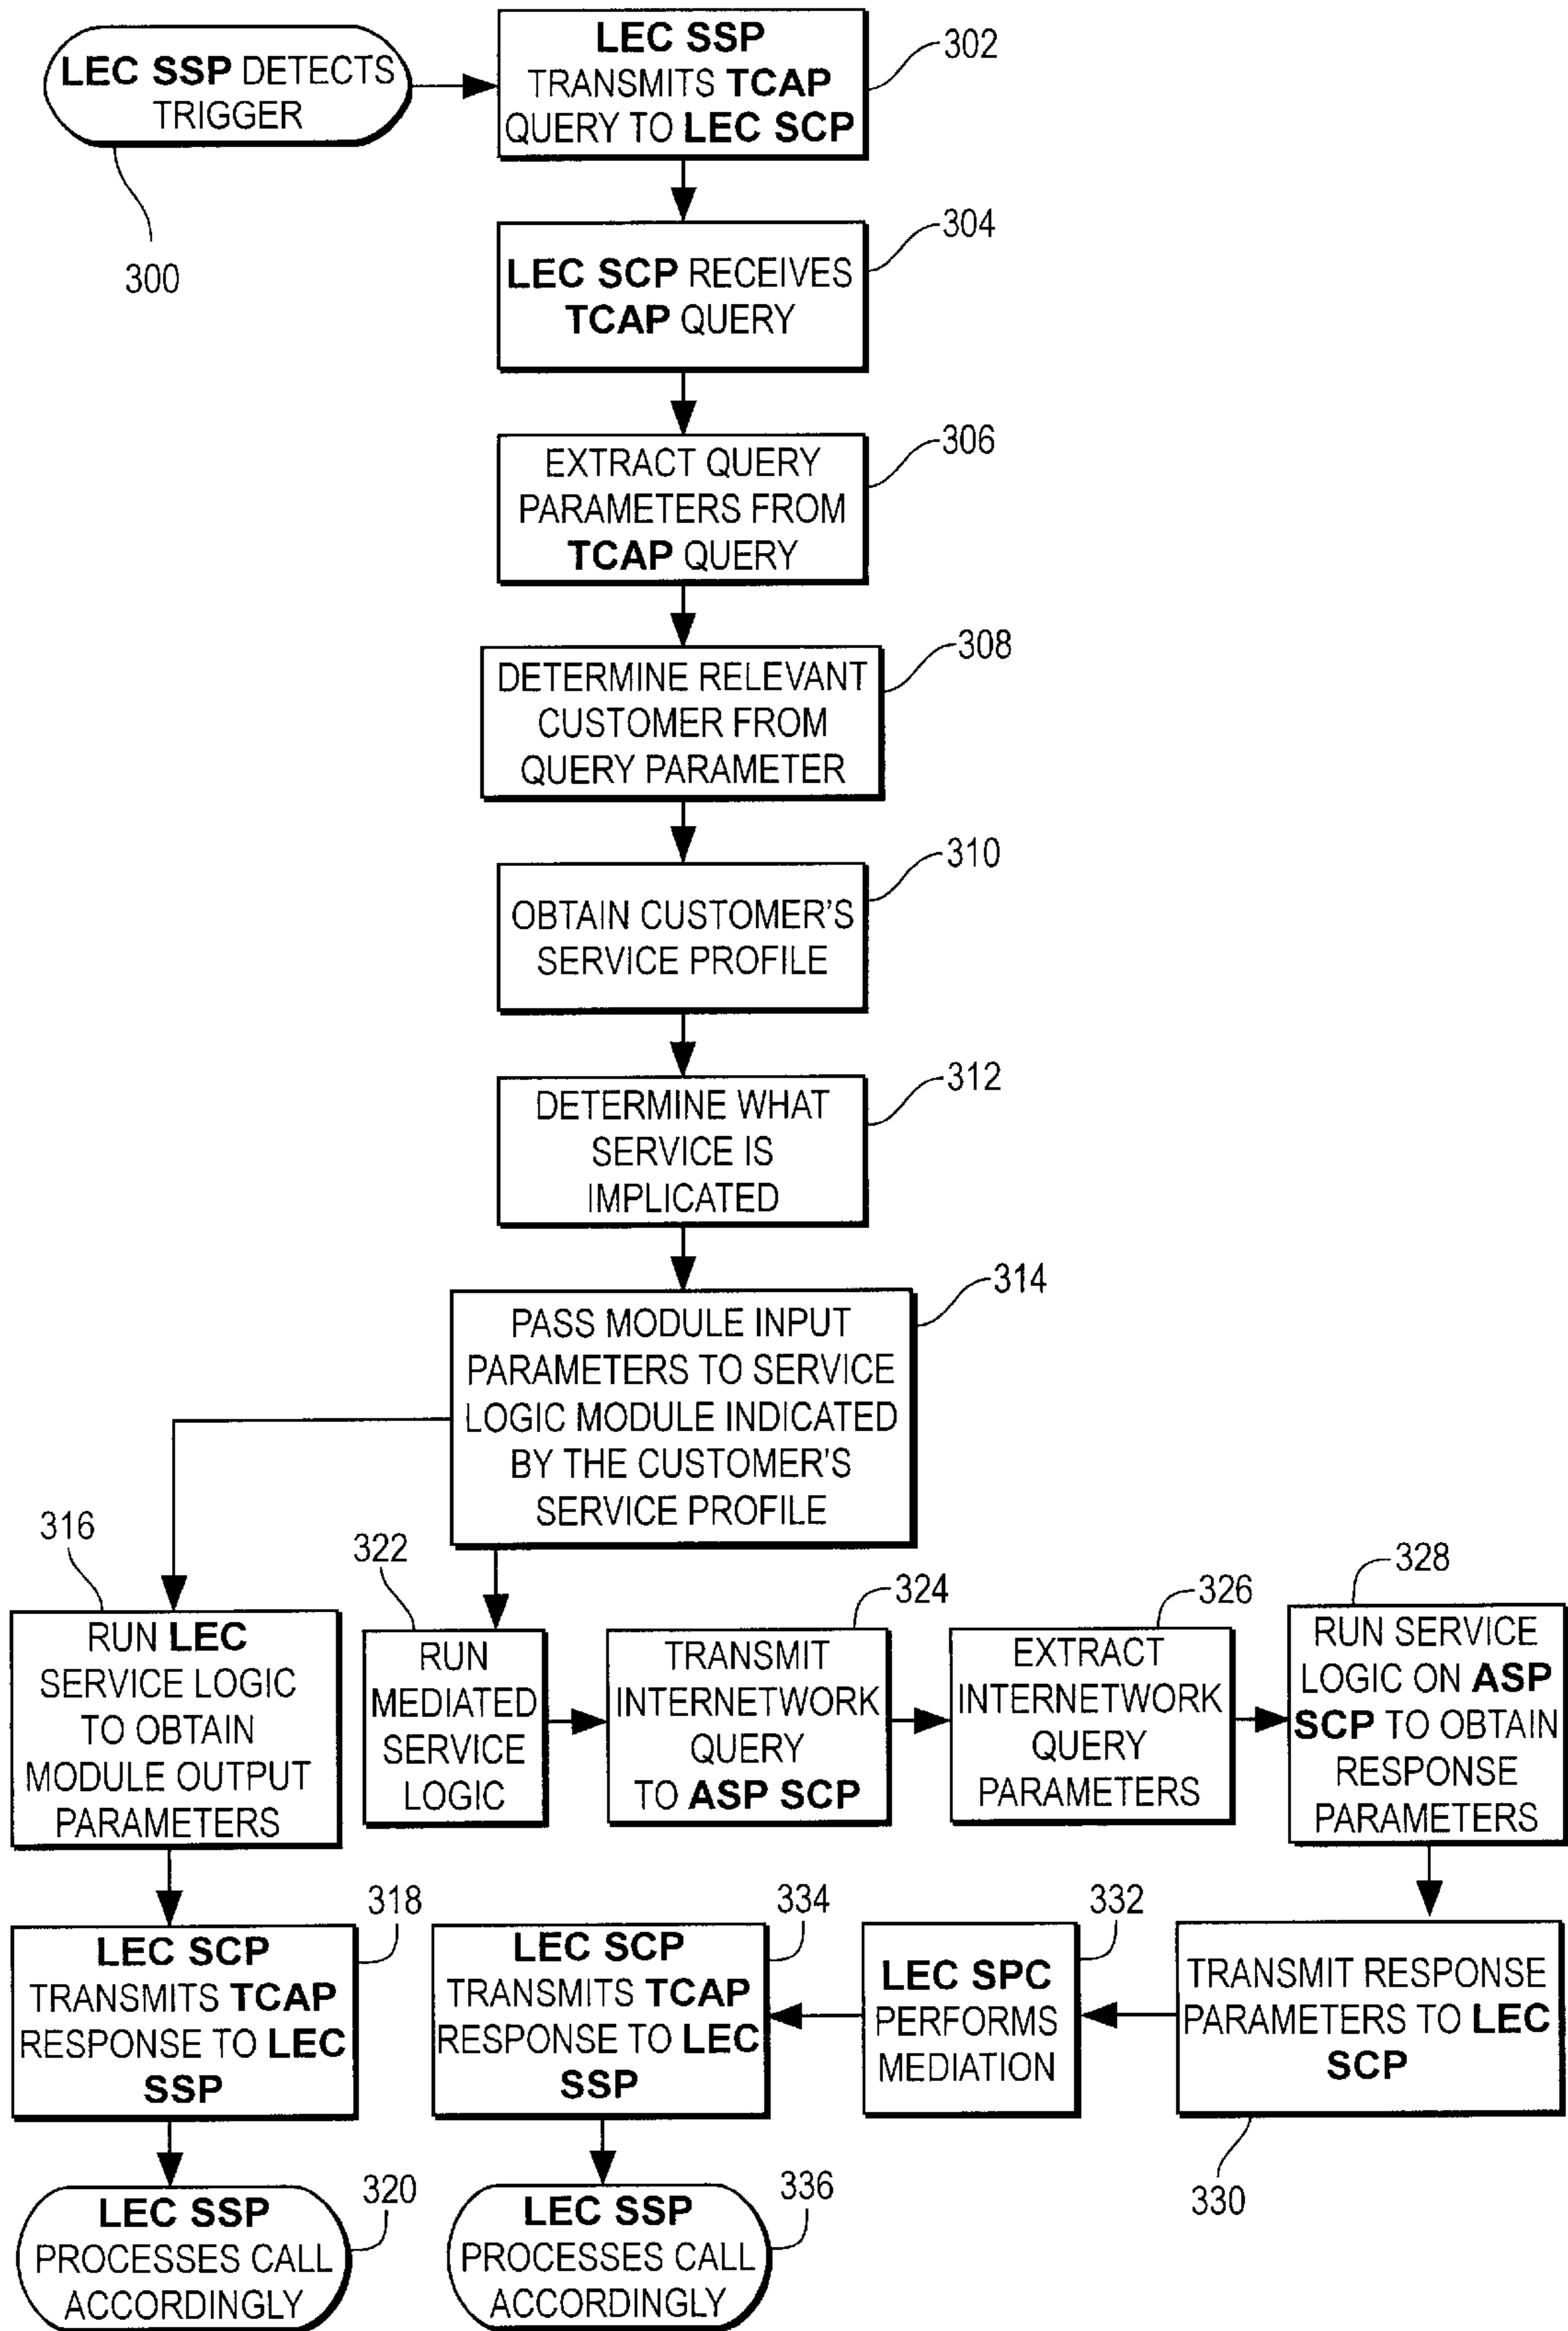 LEC SSP DETECTS
TRIGGER
300
LEC SSP
TRANSMITS TCAP
QUERY TO LEC SCP
302
LEC SCP RECEIVES
TCAP QUERY
304
EXTRACT QUERY
PARAMETERS FROM
TCAP QUERY
306
DETERMINE RELEVANT
CUSTOMER FROM
QUERY PARAMETER
308
OBTAIN CUSTOMER'S
SERVICE PROFILE
310
DETERMINE WHAT
SERVICE IS
IMPLICATED
312
PASS MODULE INPUT
PARAMETERS TO SERVICE
LOGIC MODULE INDICATED
BY THE CUSTOMER'S
SERVICE PROFILE
314
316
RUN LEC
SERVICE LOGIC
TO OBTAIN
MODULE OUTPUT
PARAMETERS
322
RUN
MEDIATED
SERVICE
LOGIC
324
TRANSMIT
INTERNETWORK
QUERY
TO ASP SCP
326
EXTRACT
INTERNETWORK
QUERY
PARAMETERS
328
RUN SERVICE
LOGIC ON ASP
SCP TO OBTAIN
RESPONSE
PARAMETERS
318
LEC SCP
TRANSMITS TCAP
RESPONSE TO LEC
SSP
334
LEC SCP
TRANSMITS TCAP
RESPONSE TO LEC
SSP
332
LEC SPC
PERFORMS
MEDIATION
TRANSMIT RESPONSE
PARAMETERS TO LEC
SCP
330
LEC SSP
PROCESSES CALL
ACCORDINGLY
320
LEC SSP
PROCESSES CALL
ACCORDINGLY
336